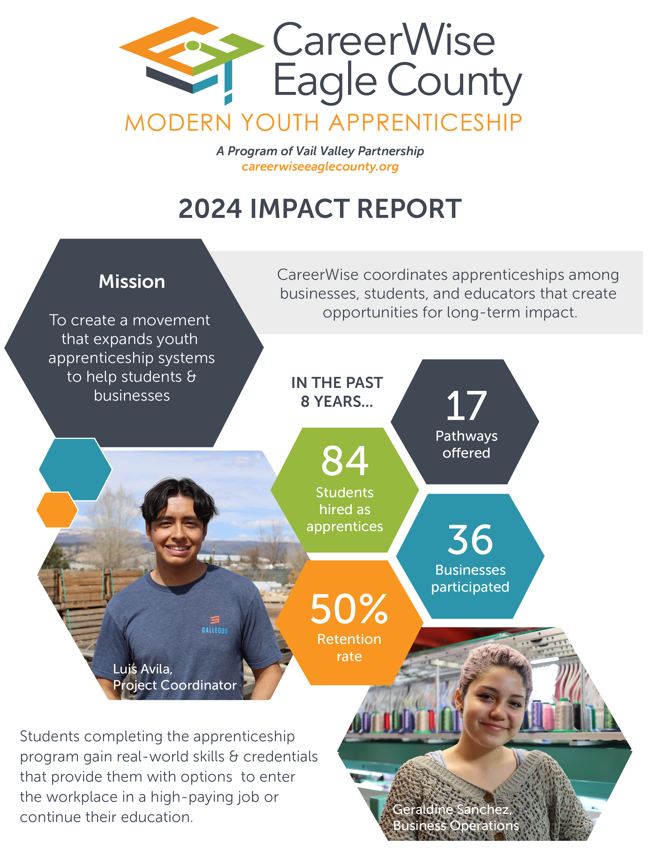 CareerWise
Eagle County
MODERN YOUTH APPRENTICESHIP
A Program of Vail Valley Partnership
careerwiseeaglecounty.org
2024 IMPACT REPORT
Mission
To create a movement
that expands youth
apprenticeship systems
to help students &
businesses
CareerWise coordinates apprenticeships among
businesses, students, and educators that create
opportunities for long-term impact.
IN THE PAST
8 YEARS...
17
Pathways
offered
84
Students
hired as
apprentices
36
Businesses
participated
50%
Retention
rate
GALLEGOS
Luis Avila,
Project Coordinator
Geraldine Sanchez,
Business Operations
Students completing the apprenticeship
program gain real-world skills & credentials
that provide them with options to enter
the workplace in a high-paying job or
continue their education.